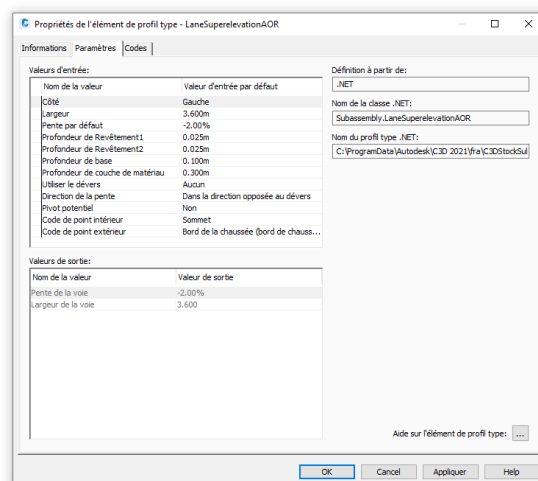 Propriétés de l'élément de profil type - LaneSuperelevationAOR
Informations Paramètres Codes
Valeurs d'entrée:
Nom de la valeur Valeur d'entrée par défaut
Côté Gauche
Largeur 3.600m
Pente par défaut -2.00%
Profondeur de Revêtement1 0.025m
Profondeur de Revêtement2 0.025m
Profondeur de base 0.100m
Profondeur de couche de matériau 0.300m
Utiliser le dévers Aucun
Direction de la pente Dans la direction opposée au dévers
Pivot potentiel Non
Code de point intérieur Sommet
Code de point extérieur Bord de la chaussée (bord de chauss...
Définition à partir de:
.NET
Nom de la classe .NET:
Subassembly.LaneSuperelevationAOR
Nom du profil type .NET:
C:\ProgramData\Autodesk\C3D 2021\fra\C3DStockSul
Valeurs de sortie:
Nom de la valeur Valeur de sortie
Pente de la voie -2.00%
Largeur de la voie 3.600
Aide sur l'élément de profil type: ...
OK Cancel Appliquer Help